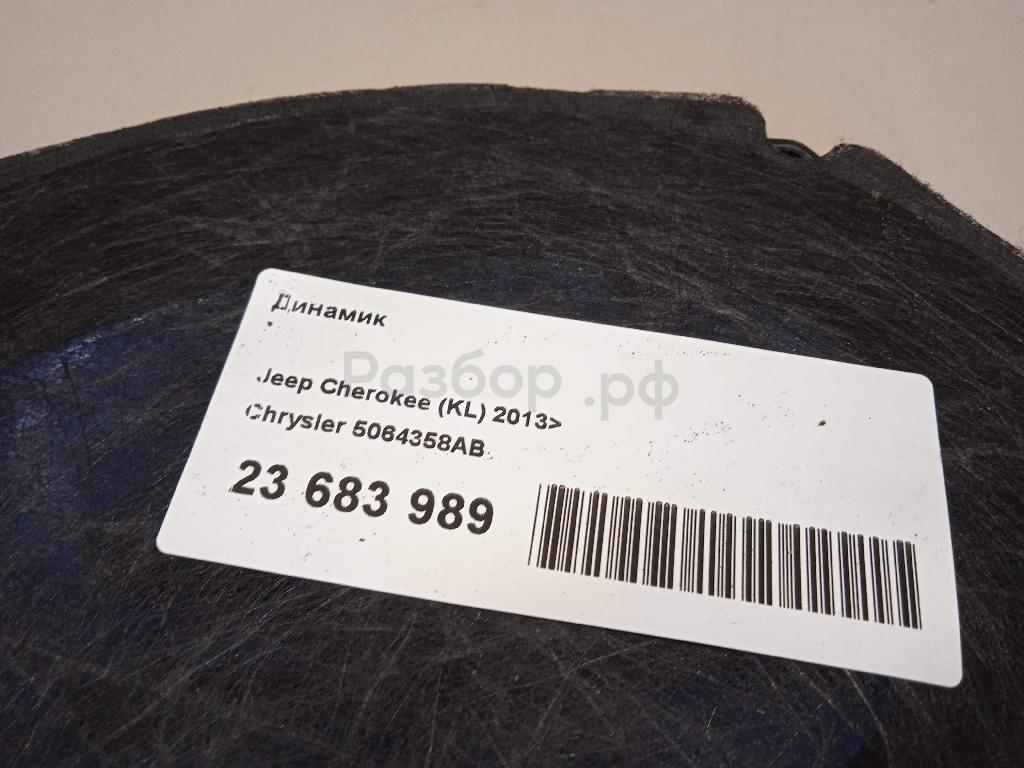 Динамик
Разбор.рф
Jeep Cherokee (KL) 2013>
Chrysler 5064358AB
23 683 989